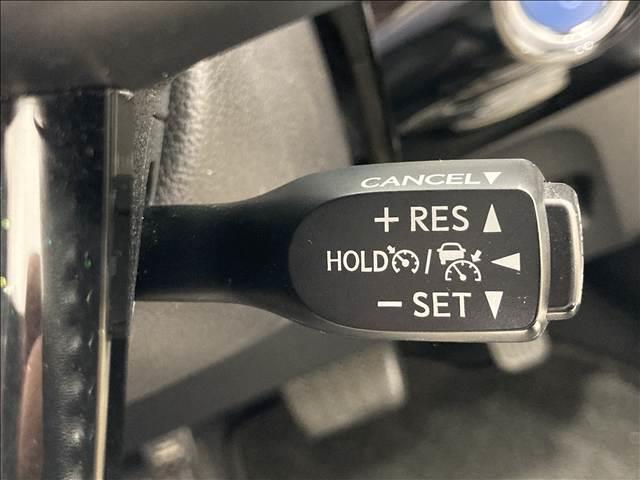 CANCEL▼
+ RES ▲
HOLD / ◀
− SET ▼